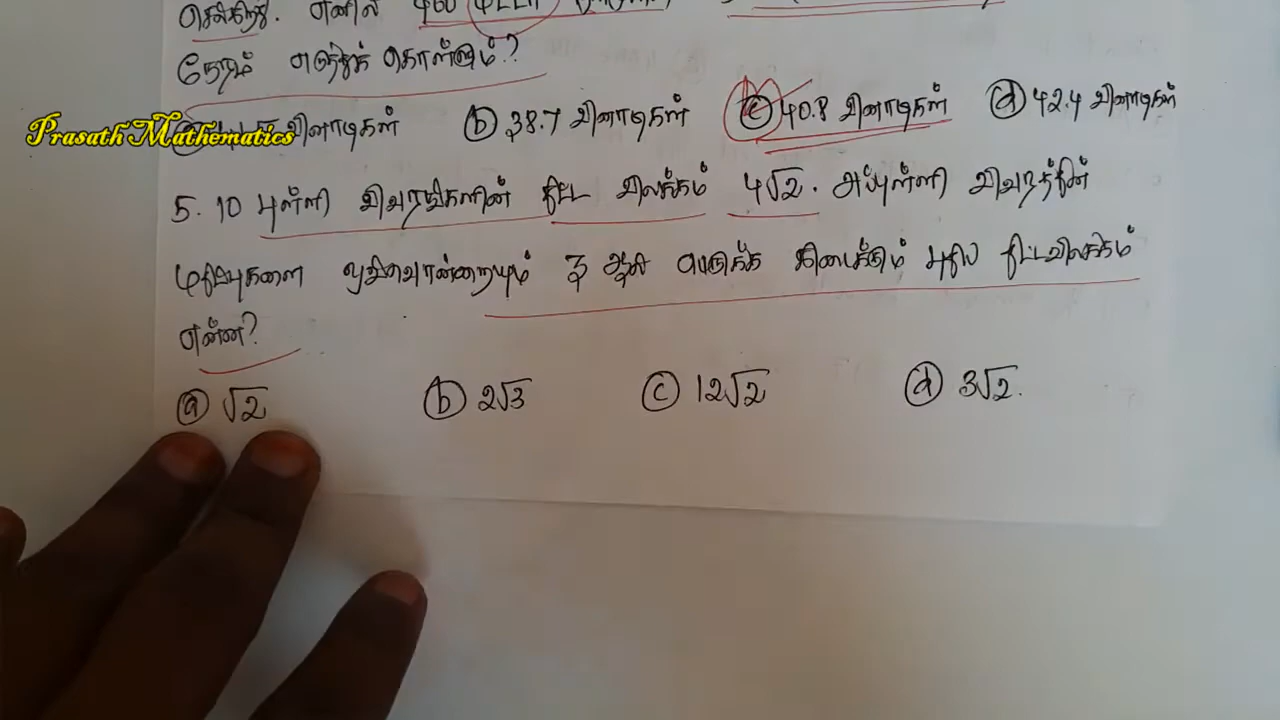 செல்கிறது. எனில்
நேரம் எடுத்துக் கொள்ளும்?
Prasath Mathematics
வினாடிகள் ⓑ 38.7 வினாடிகள் ⓒ 40.8 வினாடிகள் ⓓ 42.4 வினாடிகள்
5. 10 புள்ளி விவரங்களின் திட்ட விலக்கம் 4√2. அப்புள்ளி விவரத்தின்
மதிப்புகளை ஒவ்வொன்றையும் 3 ஆல் பெருக்க கிடைக்கும் புதிய திட்டவிலக்கம்
என்ன?
ⓐ √2 ⓑ 2√3 ⓒ 12√2 ⓓ 3√2.